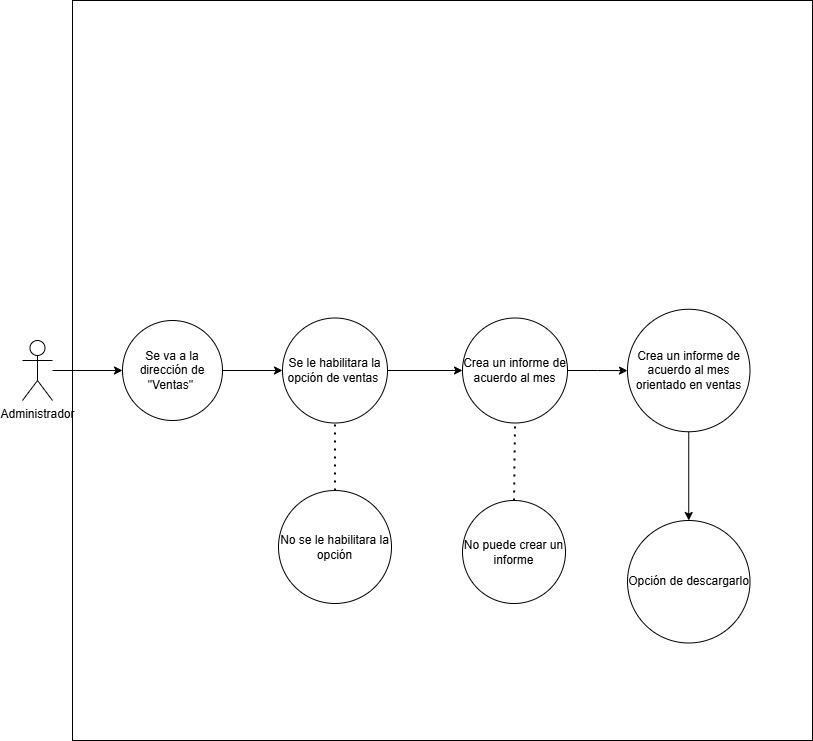 Administrador
Se va a la
dirección de
"Ventas"
Se le habilitara la
opción de ventas
Crea un informe de
acuerdo al mes
Crea un informe de
acuerdo al mes
orientado en ventas
No se le habilitara la
opción
No puede crear un
informe
Opción de descargarlo